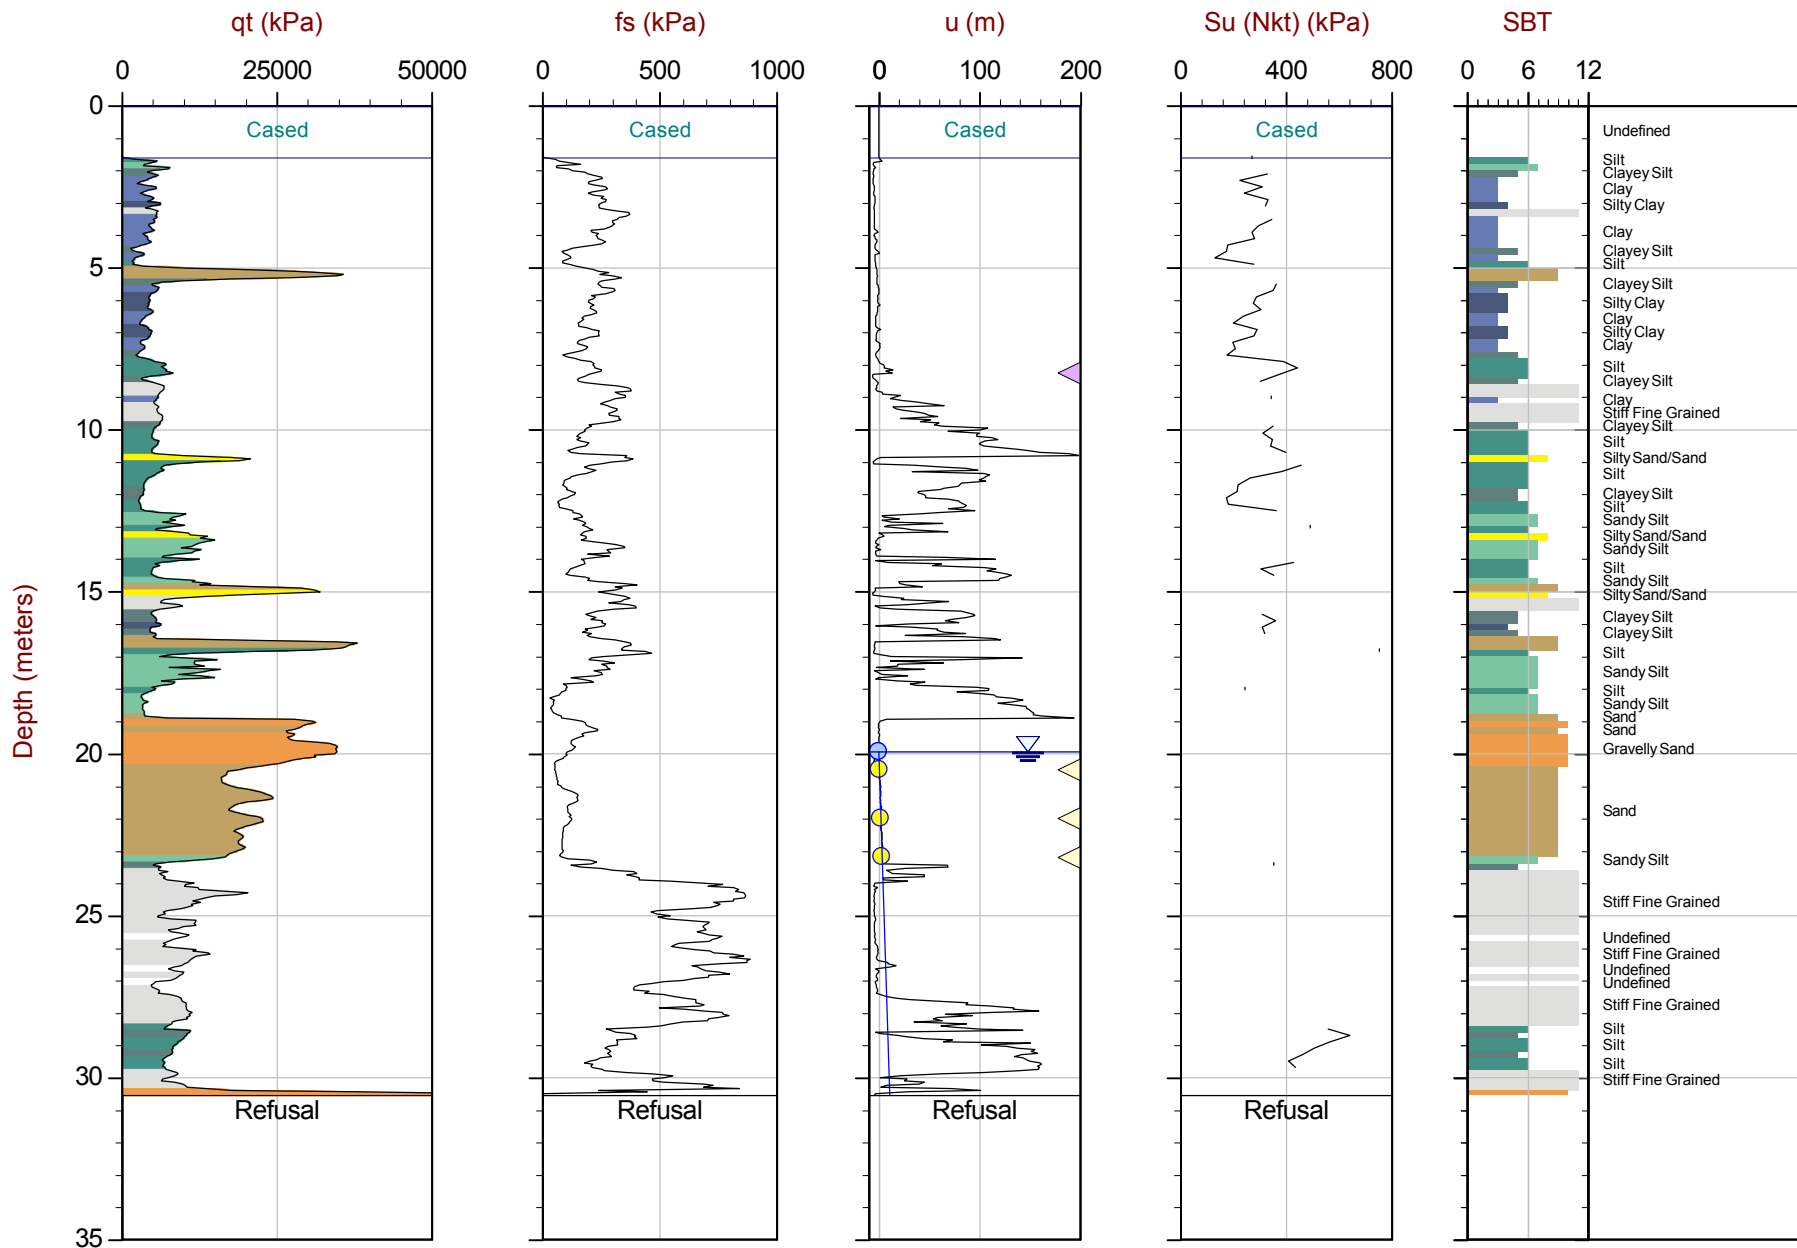 qt (kPa)
fs (kPa)
u (m)
Su (Nkt) (kPa)
SBT
0 25000 50000
0 500 1000
0 0 100 200
0 400 800
0 6 12
Depth (meters)
0
5
10
15
20
25
30
35
Cased
Cased
Cased
Cased
Refusal
Refusal
Refusal
Refusal
Undefined
Silt
Clayey Silt
Clay
Silty Clay
Clay
Clayey Silt
Silt
Clayey Silt
Silty Clay
Clay
Silty Clay
Clay
Silt
Clayey Silt
Clay
Stiff Fine Grained
Clayey Silt
Silt
Silty Sand/Sand
Silt
Clayey Silt
Silt
Sandy Silt
Silty Sand/Sand
Sandy Silt
Silt
Sandy Silt
Silty Sand/Sand
Clayey Silt
Clayey Silt
Silt
Sandy Silt
Silt
Sandy Silt
Sand
Sand
Gravelly Sand
Sand
Sandy Silt
Stiff Fine Grained
Undefined
Stiff Fine Grained
Undefined
Undefined
Stiff Fine Grained
Silt
Silt
Silt
Stiff Fine Grained